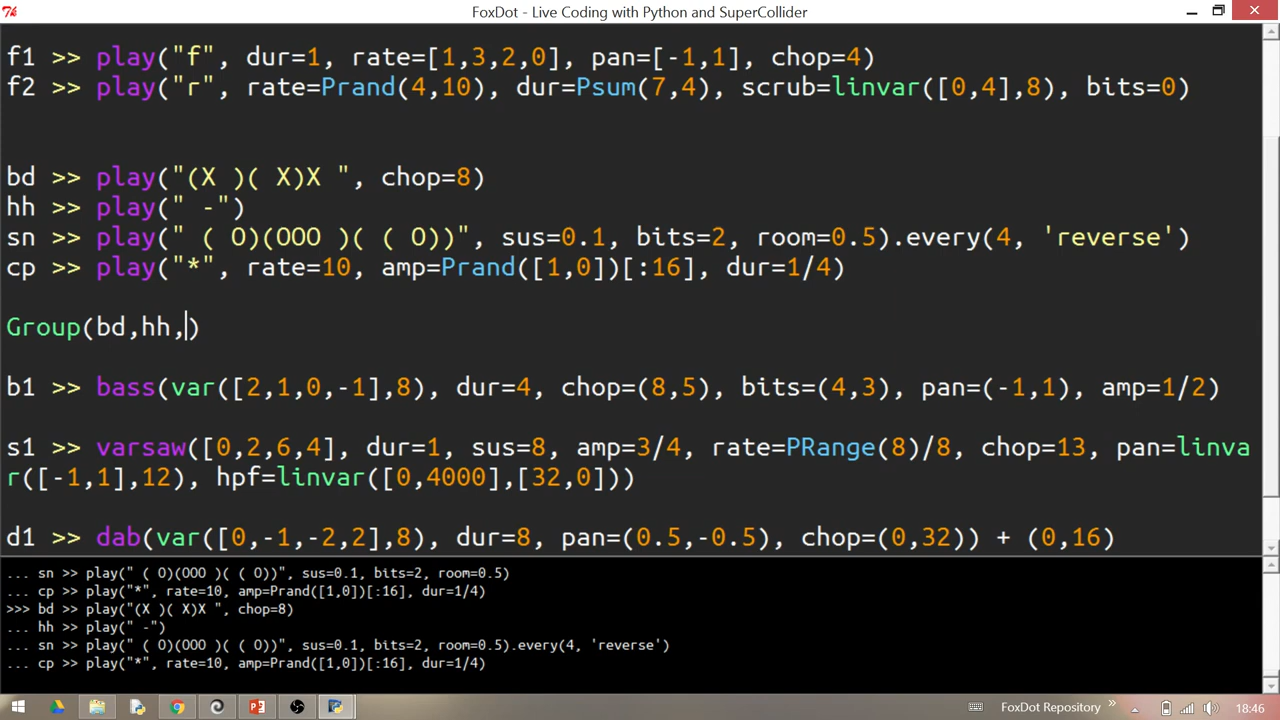 FoxDot - Live Coding with Python and SuperCollider
f1 >> play("f", dur=1, rate=[1,3,2,0], pan=[-1,1], chop=4)
f2 >> play("r", rate=Prand(4,10), dur=Psum(7,4), scrub=linvar([0,4],8), bits=0)
bd >> play("(X )( X)X ", chop=8)
hh >> play(" -")
sn >> play(" ( O)(OOO )( ( O))", sus=0.1, bits=2, room=0.5).every(4, 'reverse')
cp >> play("*", rate=10, amp=Prand([1,0])[:16], dur=1/4)
Group(bd,hh,)
b1 >> bass(var([2,1,0,-1],8), dur=4, chop=(8,5), bits=(4,3), pan=(-1,1), amp=1/2)
s1 >> varsaw([0,2,6,4], dur=1, sus=8, amp=3/4, rate=PRange(8)/8, chop=13, pan=linva
r([-1,1],12), hpf=linvar([0,4000],[32,0]))
d1 >> dab(var([0,-1,-2,2],8), dur=8, pan=(0.5,-0.5), chop=(0,32)) + (0,16)
... sn >> play(" ( O)(OOO )( ( O))", sus=0.1, bits=2, room=0.5)
... cp >> play("*", rate=10, amp=Prand([1,0])[:16], dur=1/4)
>>> bd >> play("(X )( X)X ", chop=8)
... hh >> play(" -")
... sn >> play(" ( O)(OOO )( ( O))", sus=0.1, bits=2, room=0.5).every(4, 'reverse')
... cp >> play("*", rate=10, amp=Prand([1,0])[:16], dur=1/4)
FoxDot Repository » 18:46